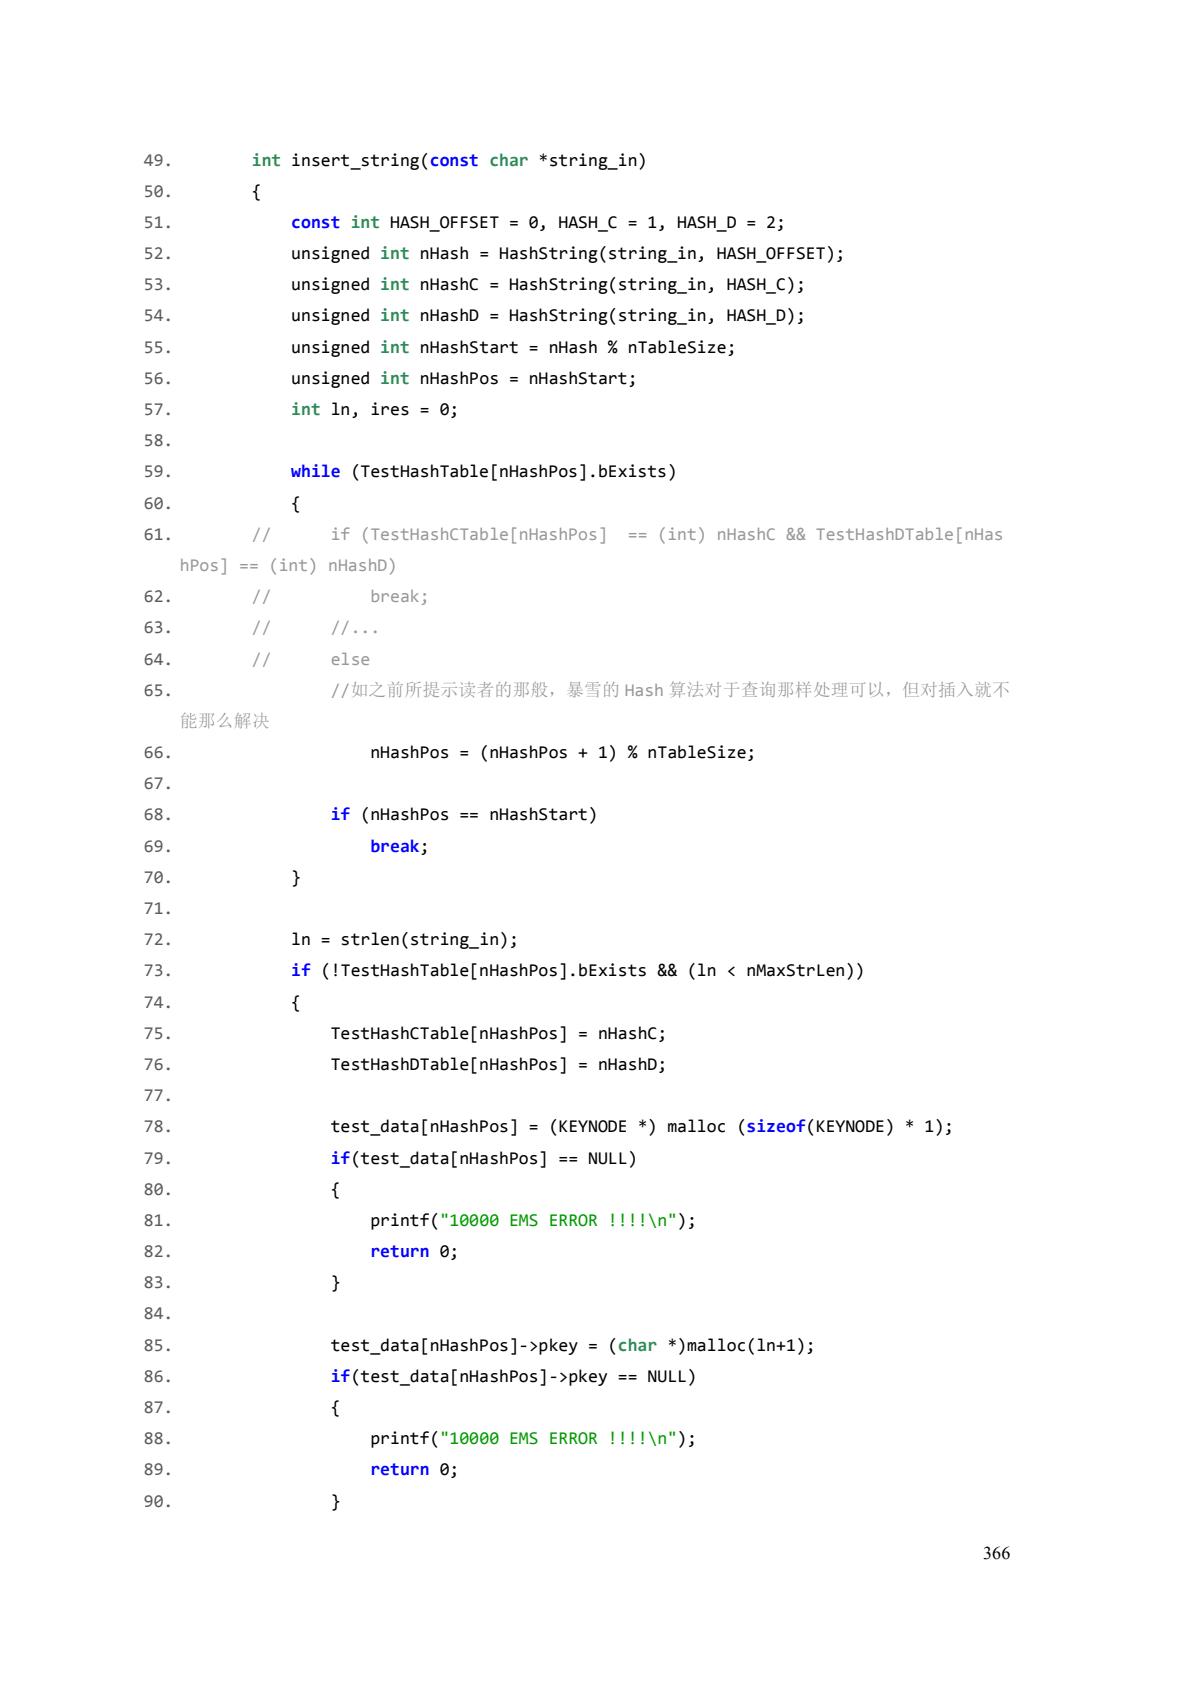 49.        int insert_string(const char *string_in)
50.        {
51.            const int HASH_OFFSET = 0, HASH_C = 1, HASH_D = 2;
52.            unsigned int nHash = HashString(string_in, HASH_OFFSET);
53.            unsigned int nHashC = HashString(string_in, HASH_C);
54.            unsigned int nHashD = HashString(string_in, HASH_D);
55.            unsigned int nHashStart = nHash % nTableSize;
56.            unsigned int nHashPos = nHashStart;
57.            int ln, ires = 0;
58.
59.            while (TestHashTable[nHashPos].bExists)
60.            {
61.        //      if (TestHashCTable[nHashPos]  == (int) nHashC && TestHashDTable[nHas
hPos] == (int) nHashD)
62.        //          break;
63.        //      //...
64.        //      else
65.                //如之前所提示读者的那般，暴雪的 Hash 算法对于查询那样处理可以，但对插入就不
能那么解决
66.                    nHashPos = (nHashPos + 1) % nTableSize;
67.
68.                if (nHashPos == nHashStart)
69.                    break;
70.            }
71.
72.            ln = strlen(string_in);
73.            if (!TestHashTable[nHashPos].bExists && (ln < nMaxStrLen))
74.            {
75.                TestHashCTable[nHashPos] = nHashC;
76.                TestHashDTable[nHashPos] = nHashD;
77.
78.                test_data[nHashPos] = (KEYNODE *) malloc (sizeof(KEYNODE) * 1);
79.                if(test_data[nHashPos] == NULL)
80.                {
81.                    printf("10000 EMS ERROR !!!!\n");
82.                    return 0;
83.                }
84.
85.                test_data[nHashPos]->pkey = (char *)malloc(ln+1);
86.                if(test_data[nHashPos]->pkey == NULL)
87.                {
88.                    printf("10000 EMS ERROR !!!!\n");
89.                    return 0;
90.                }
366